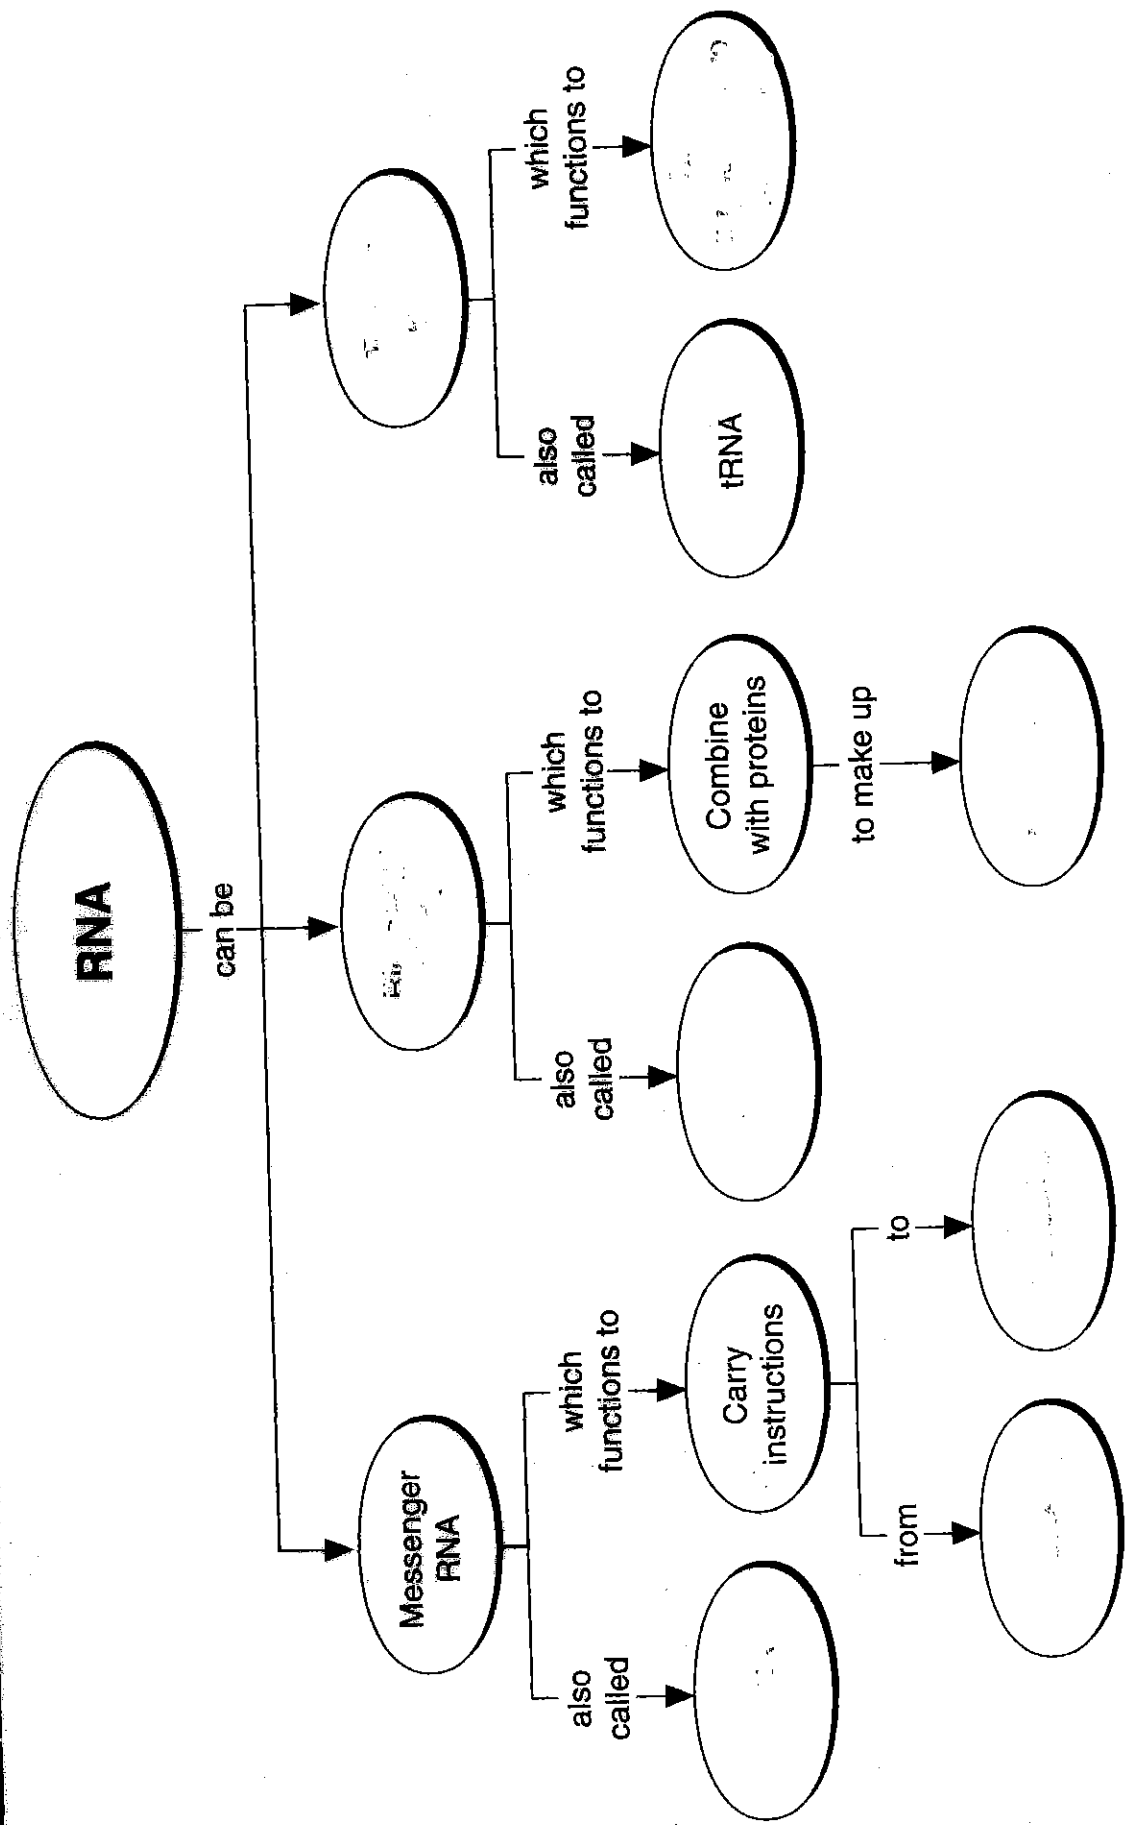 RNA
can be
Messenger
RNA
also
called
which
functions to
Carry
instructions
from
to
also
called
which
functions to
Combine
with proteins
to make up
also
called
tRNA
which
functions to